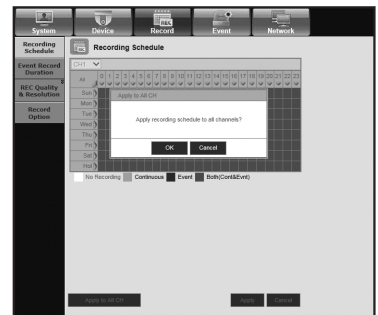 System Device Record Event Network
REC
Recording
Schedule
Event Record
Duration
REC Quality
& Resolution
Record
Option
Recording Schedule
CH1
All 0 1 2 3 4 5 6 7 8 9 10 11 12 13 14 15 16 17 18 19 20 21 22 23
Sun
Mon
Tue
Wed
Thu
Fri
Sat
Hol
Apply to All CH
Apply recording schedule to all channels?
OK Cancel
No Recording Continuous Event Both(Cont&Evnt)
Apply to All CH Apply Cancel